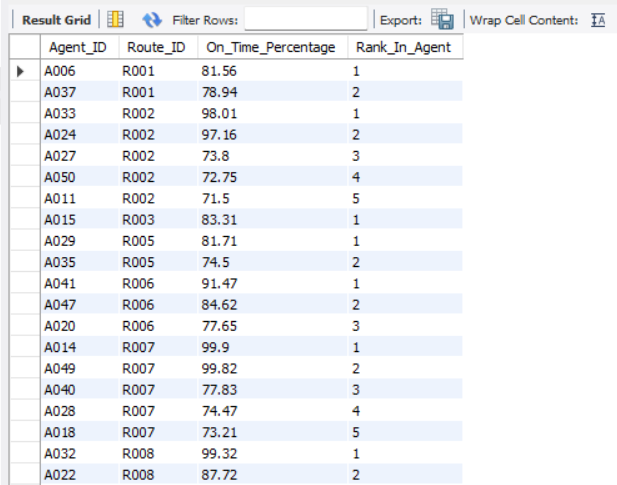 Result Grid Filter Rows: Export: Wrap Cell Content: IA
Agent_ID Route_ID On_Time_Percentage Rank_In_Agent
A006 R001 81.56 1
A037 R001 78.94 2
A033 R002 98.01 1
A024 R002 97.16 2
A027 R002 73.8 3
A050 R002 72.75 4
A011 R002 71.5 5
A015 R003 83.31 1
A029 R005 81.71 1
A035 R005 74.5 2
A041 R006 91.47 1
A047 R006 84.62 2
A020 R006 77.65 3
A014 R007 99.9 1
A049 R007 99.82 2
A040 R007 77.83 3
A028 R007 74.47 4
A018 R007 73.21 5
A032 R008 99.32 1
A022 R008 87.72 2